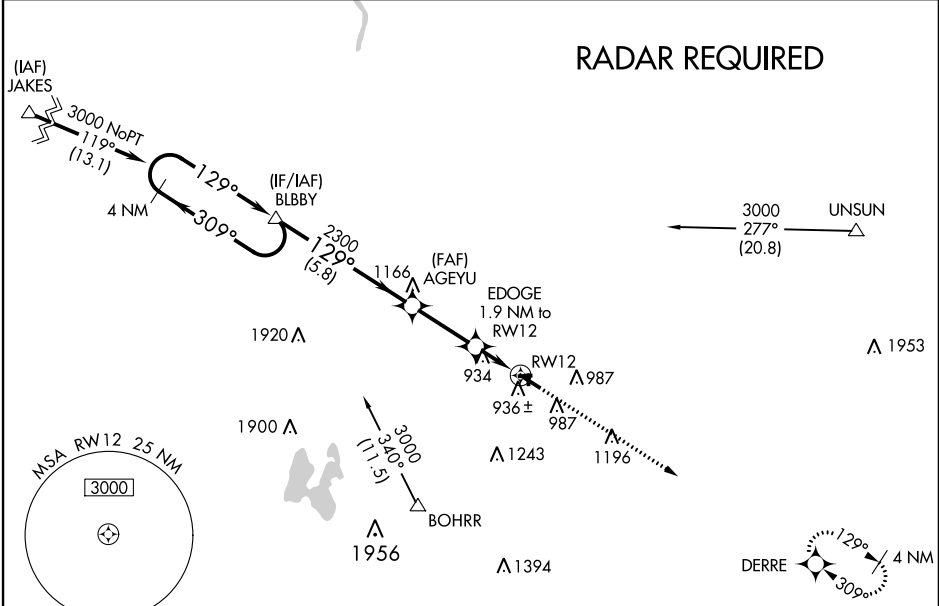 RADAR REQUIRED
(IAF)
JAKES
3000 NoPT
119°
(13.1)
4 NM
129°
309°
(IF/IAF)
BLBBY
2300
129°
(5.8)
1166
(FAF)
AGEYU
EDOGE
1.9 NM to
RW12
3000
277°
(20.8)
UNSUN
1920
934
RW12
987
936 ±
987
1953
1900
3000
340°
(11.5)
1243
1196
MSA RW12 25 NM
3000
BOHRR
1956
1394
DERRE
129°
4 NM
309°